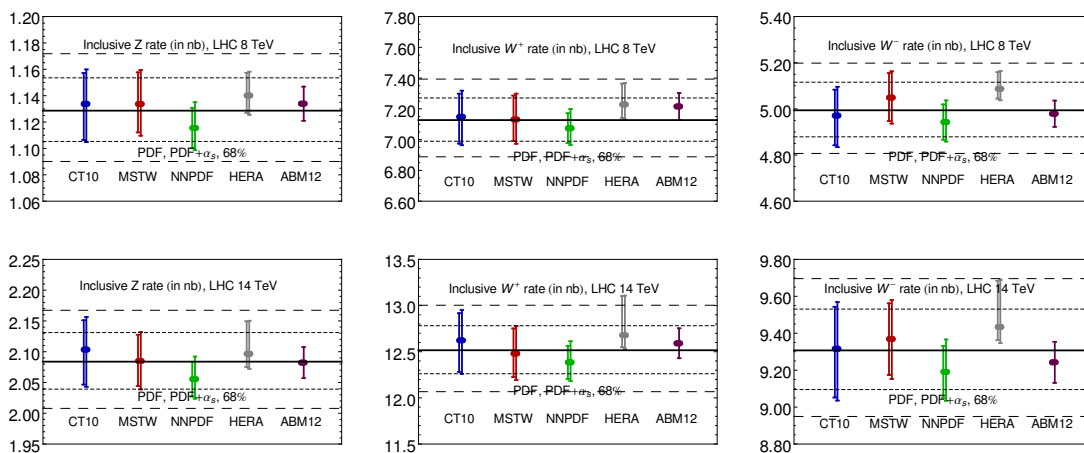 Inclusive Z rate (in nb), LHC 8 TeV
1.20
1.18
1.16
1.14
1.12
1.10
1.08
1.06
PDF, PDF+αs, 68%
CT10 MSTW NNPDF HERA ABM12
Inclusive W+ rate (in nb), LHC 8 TeV
7.80
7.60
7.40
7.20
7.00
6.80
6.60
PDF, PDF+αs, 68%
CT10 MSTW NNPDF HERA ABM12
Inclusive W− rate (in nb), LHC 8 TeV
5.40
5.20
5.00
4.80
4.60
PDF, PDF+αs, 68%
CT10 MSTW NNPDF HERA ABM12
Inclusive Z rate (in nb), LHC 14 TeV
2.25
2.20
2.15
2.10
2.05
2.00
1.95
PDF, PDF+αs, 68%
CT10 MSTW NNPDF HERA ABM12
Inclusive W+ rate (in nb), LHC 14 TeV
13.5
13.0
12.5
12.0
11.5
PDF, PDF+αs, 68%
CT10 MSTW NNPDF HERA ABM12
Inclusive W− rate (in nb), LHC 14 TeV
9.80
9.60
9.40
9.20
9.00
8.80
PDF, PDF+αs, 68%
CT10 MSTW NNPDF HERA ABM12